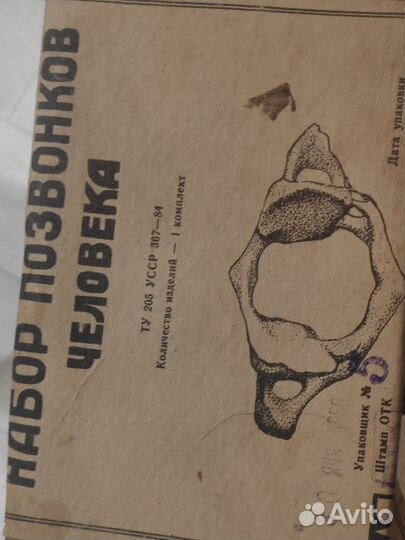 НАБОР ПОЗВОНКОВ
ЧЕЛОВЕКА
ТУ 205 УССР 367—84
Количество изделий — 1 комплект
Дата упаковки
Упаковщик № 5
Штамп ОТК
Avito